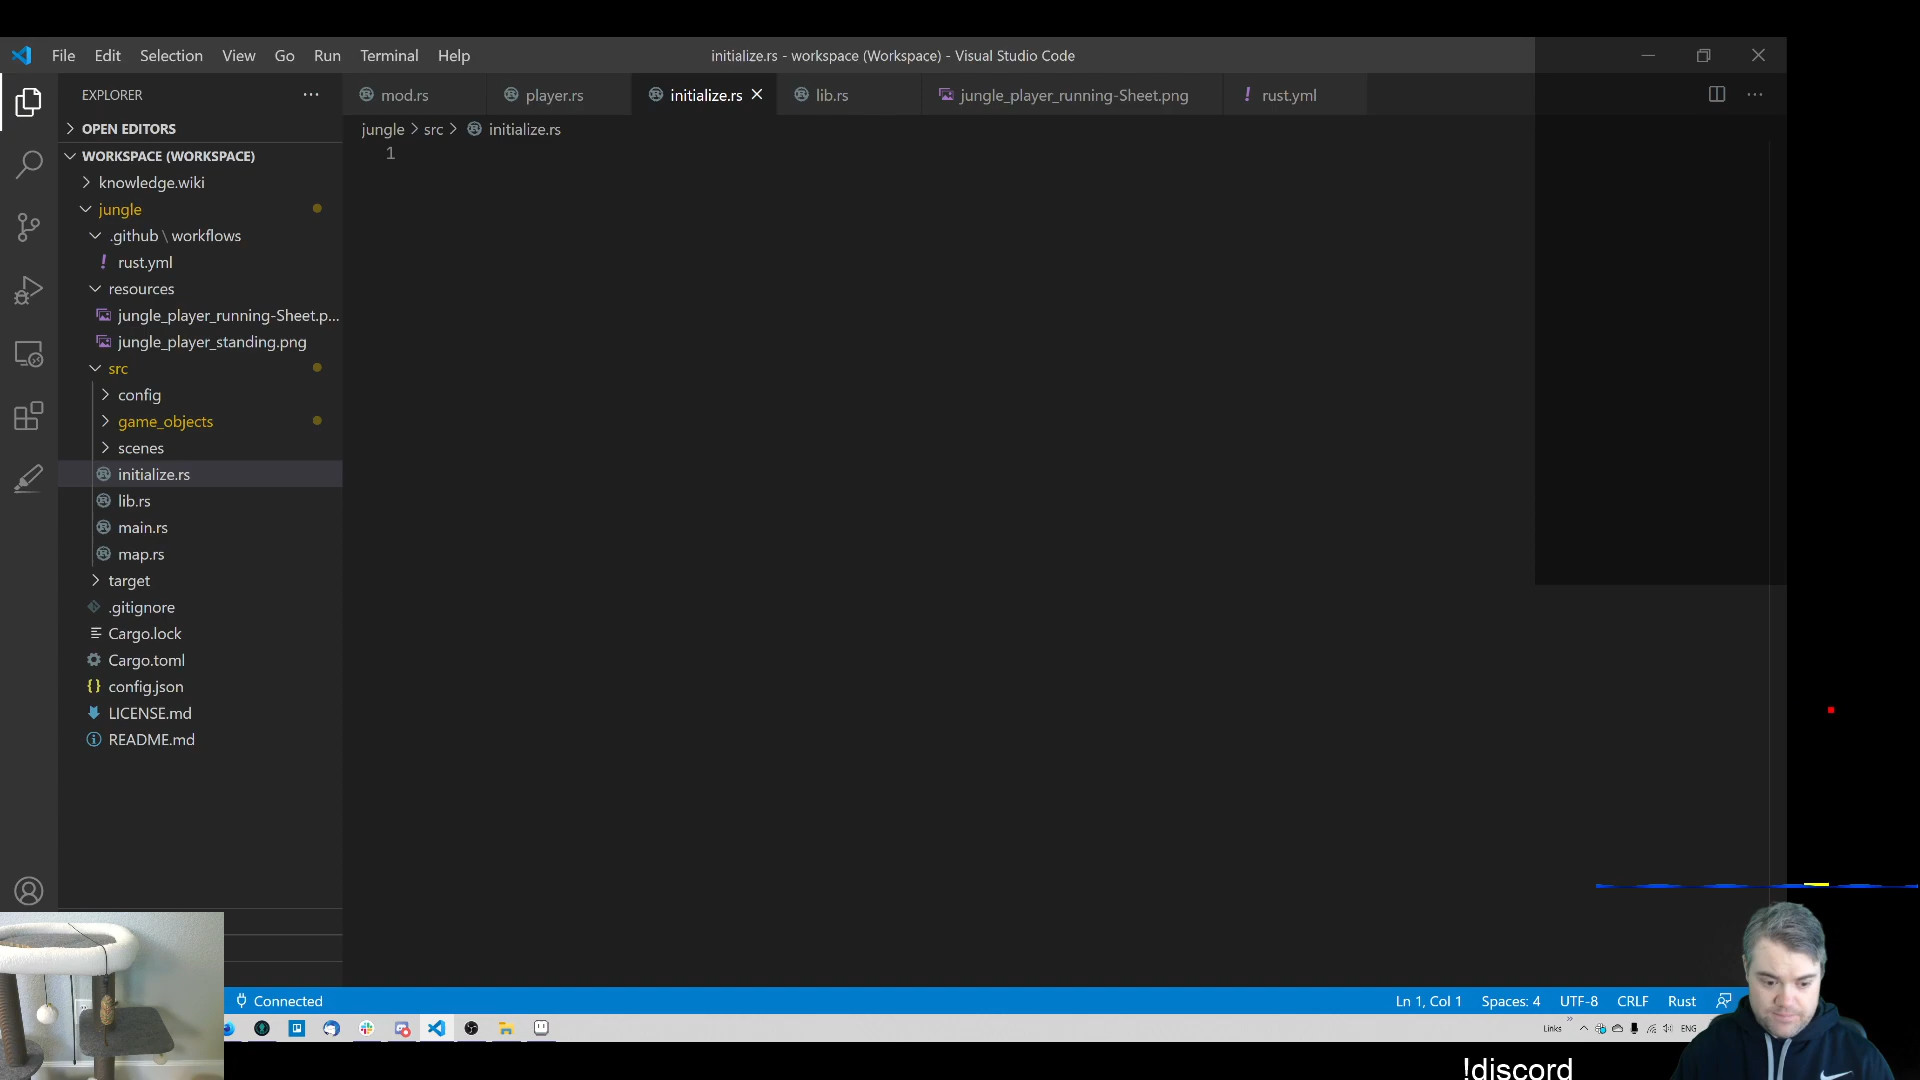 File Edit Selection View Go Run Terminal Help
initialize.rs - workspace (Workspace) - Visual Studio Code
EXPLORER
mod.rs player.rs initialize.rs lib.rs jungle_player_running-Sheet.png ! rust.yml
OPEN EDITORS
jungle > src > initialize.rs
WORKSPACE (WORKSPACE)
1
knowledge.wiki
jungle
.github \ workflows
! rust.yml
resources
jungle_player_running-Sheet.p...
jungle_player_standing.png
src
config
game_objects
scenes
initialize.rs
lib.rs
main.rs
map.rs
target
.gitignore
Cargo.lock
Cargo.toml
{} config.json
LICENSE.md
README.md
Connected
Ln 1, Col 1 Spaces: 4 UTF-8 CRLF Rust
Links ENG
!discord